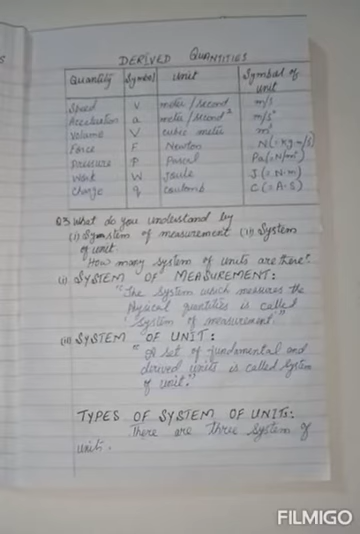 DERIVED QUANTITIES
Quantity Symbol Unit Symbol of unit
Speed V meter/second m/s
Acceleration a meter/second² m/s²
Volume V cubic meter m³
Force F Newton N(=kg-m/s)
Pressure P Pascal Pa(=N/m²)
Work W Joule J(=N·m)
Charge q coulomb C(=A·S)
Q3 What do you understand by
(i) System of measurement (ii) System
of unit.
How many system of units are there?
(i) SYSTEM OF MEASUREMENT:
"The system which measures the
physical quantities is called
system of measurement."
(ii) SYSTEM OF UNIT:
"A set of fundamental and
derived units is called system
of unit."
TYPES OF SYSTEM OF UNITS:
There are three system of
unit.
FILMIGO